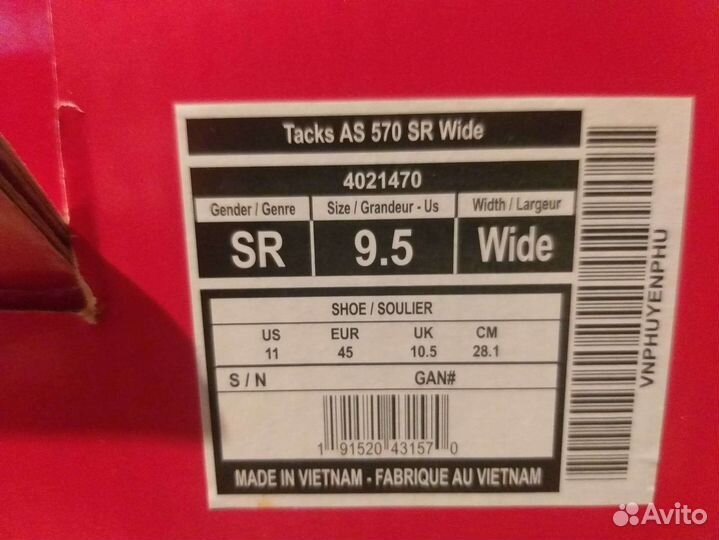 Tacks AS 570 SR Wide
4021470
Gender / Genre Size / Grandeur - Us Width / Largeur
SR 9.5 Wide
SHOE / SOULIER
US EUR UK CM
11 45 10.5 28.1
S / N GAN#
1 91520 43157 0
MADE IN VIETNAM - FABRIQUE AU VIETNAM
VNPHUYENPHU
Avito